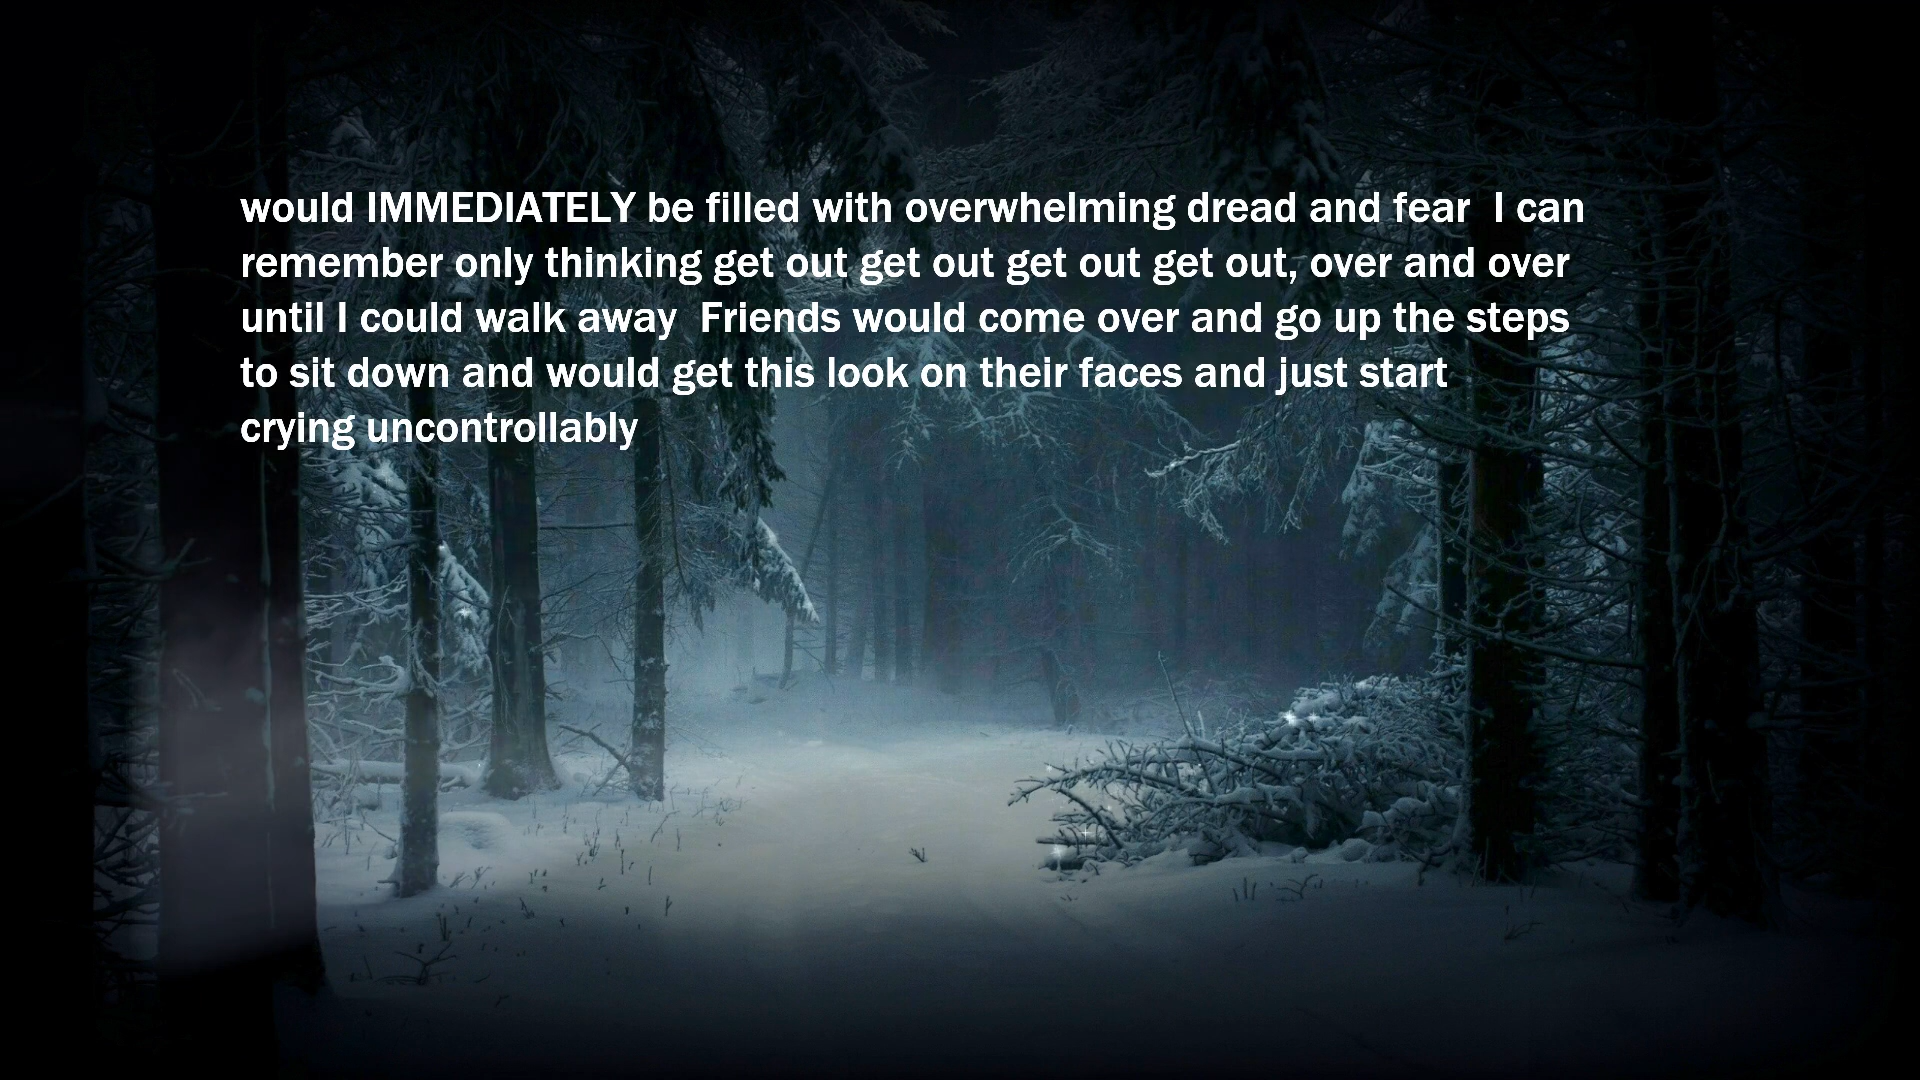 would IMMEDIATELY be filled with overwhelming dread and fear  I can
remember only thinking get out get out get out get out, over and over
until I could walk away  Friends would come over and go up the steps
to sit down and would get this look on their faces and just start
crying uncontrollably